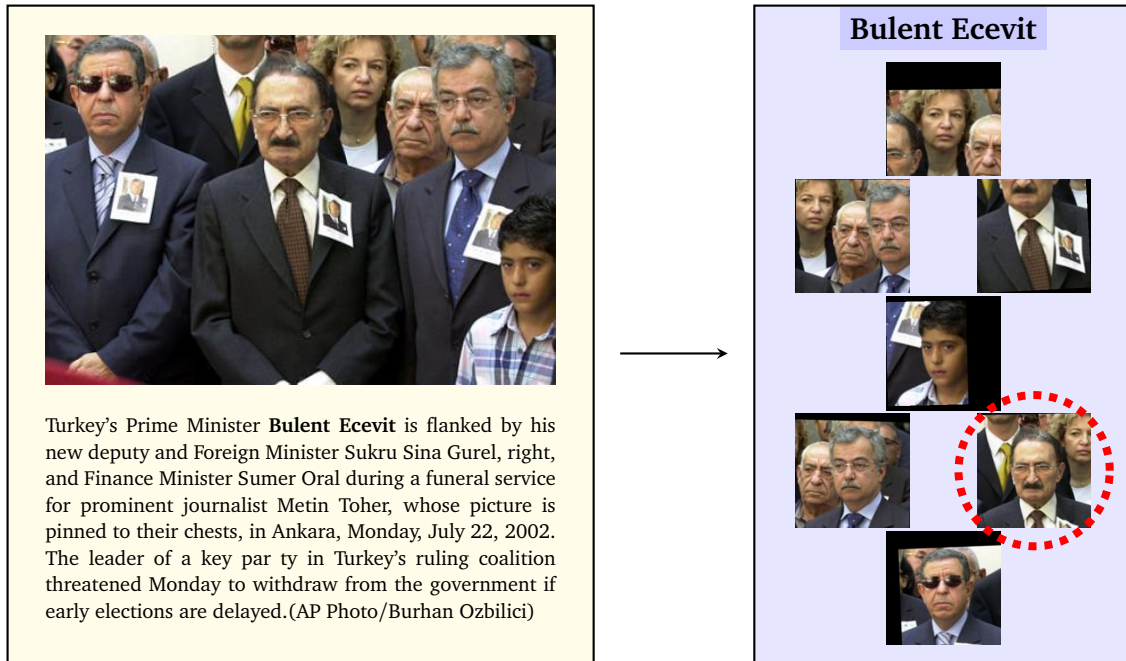 Bulent Ecevit
Turkey's Prime Minister Bulent Ecevit is flanked by his
new deputy and Foreign Minister Sukru Sina Gurel, right,
and Finance Minister Sumer Oral during a funeral service
for prominent journalist Metin Toher, whose picture is
pinned to their chests, in Ankara, Monday, July 22, 2002.
The leader of a key par ty in Turkey's ruling coalition
threatened Monday to withdraw from the government if
early elections are delayed.(AP Photo/Burhan Ozbilici)